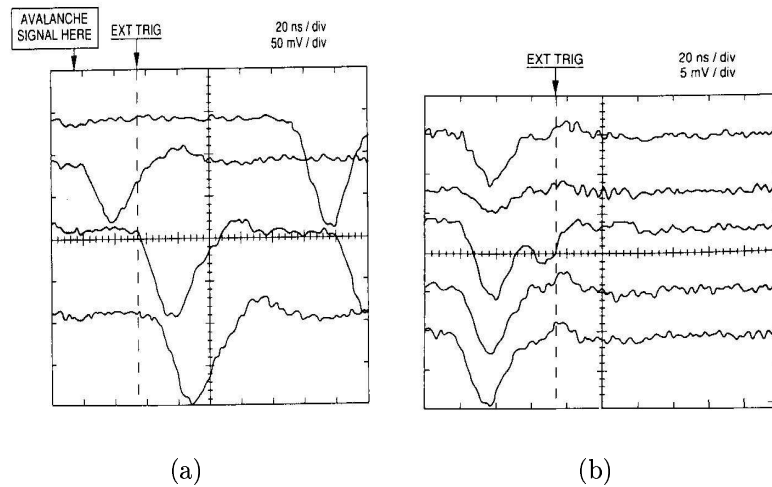 AVALANCHE
SIGNAL HERE
EXT TRIG
20 ns / div
50 mV / div
EXT TRIG
20 ns / div
5 mV / div
(a)
(b)